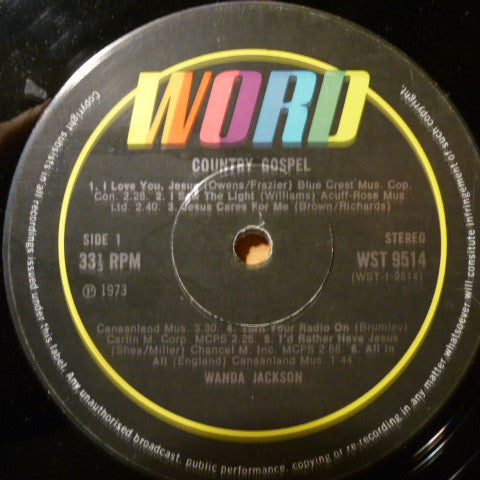 WORD
COUNTRY GOSPEL
1. I Love You, Jesus (Owens/Frazier) Blue Crest Mus. Cop.
Con. 2.28. 2. I Saw The Light (Williams) Acuff-Rose Mus.
Ltd. 2.40. 3. Jesus Cares For Me (Brown/Richards)
SIDE 1
STEREO
33⅓ RPM
WST 9514
(WST-1-9514)
Ⓟ 1973
Canaanland Mus. 3.30. 4. Turn Your Radio On (Brumley)
Carlin M. Corp. MCPS 2.25. 5. I'd Rather Have Jesus
(Shea/Miller) Chancel M. Inc. MCPS 2.56. 6. All in
All (England) Canaanland Mus. 1.44
WANDA JACKSON
Copyright subsists in all recordings issued under this label. Any unauthorised broadcast, public performance, copying or re-recording in any manner whatsoever will constitute infringement of such copyright.